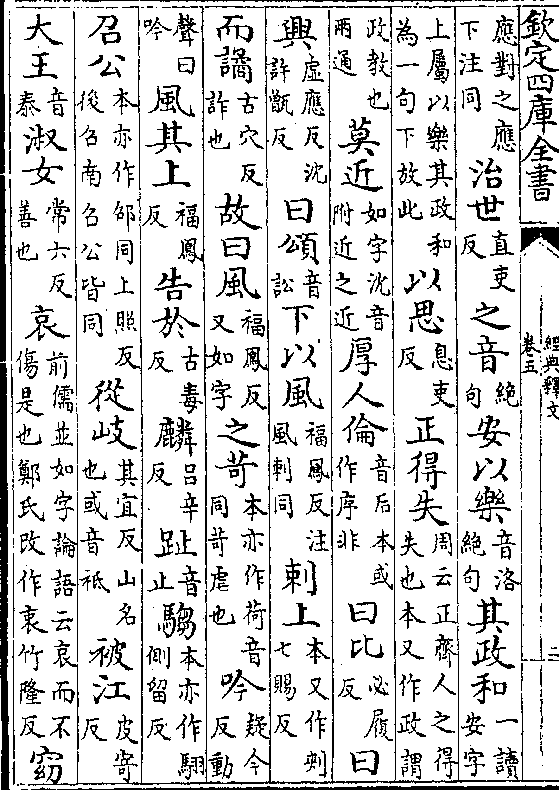 欽定四庫全書
經典釋文
卷五
二
應對之應下注同治世直吏反之音絶句安以樂音洛絶句其政和一讀安字
上屬以樂其政和為一句下放此以思息吏反正得失周云正齊人之得失也本又作政謂
政教也兩通莫近如字沈音附近之近厚人倫音后本或作序非曰比必履反曰
興虛應反沈許甑反曰頌音訟下以風福鳳反注風刺同刺上本又作刾七賜反
而譎古穴反詐也故曰風福鳳反又如字之苛本亦作荷音同苛虐也吟疑今反動
聲曰吟風其上福鳳反告於古毒反麟呂辛反趾音止騶本亦作側留反
召公本亦作邵同上照反後召南召公皆同從岐其宜反山名也或音祇被江皮寄反
大王音泰淑女常六反善也哀前儒並如字論語云哀而不傷是也鄭氏改作衷竹隆反窈